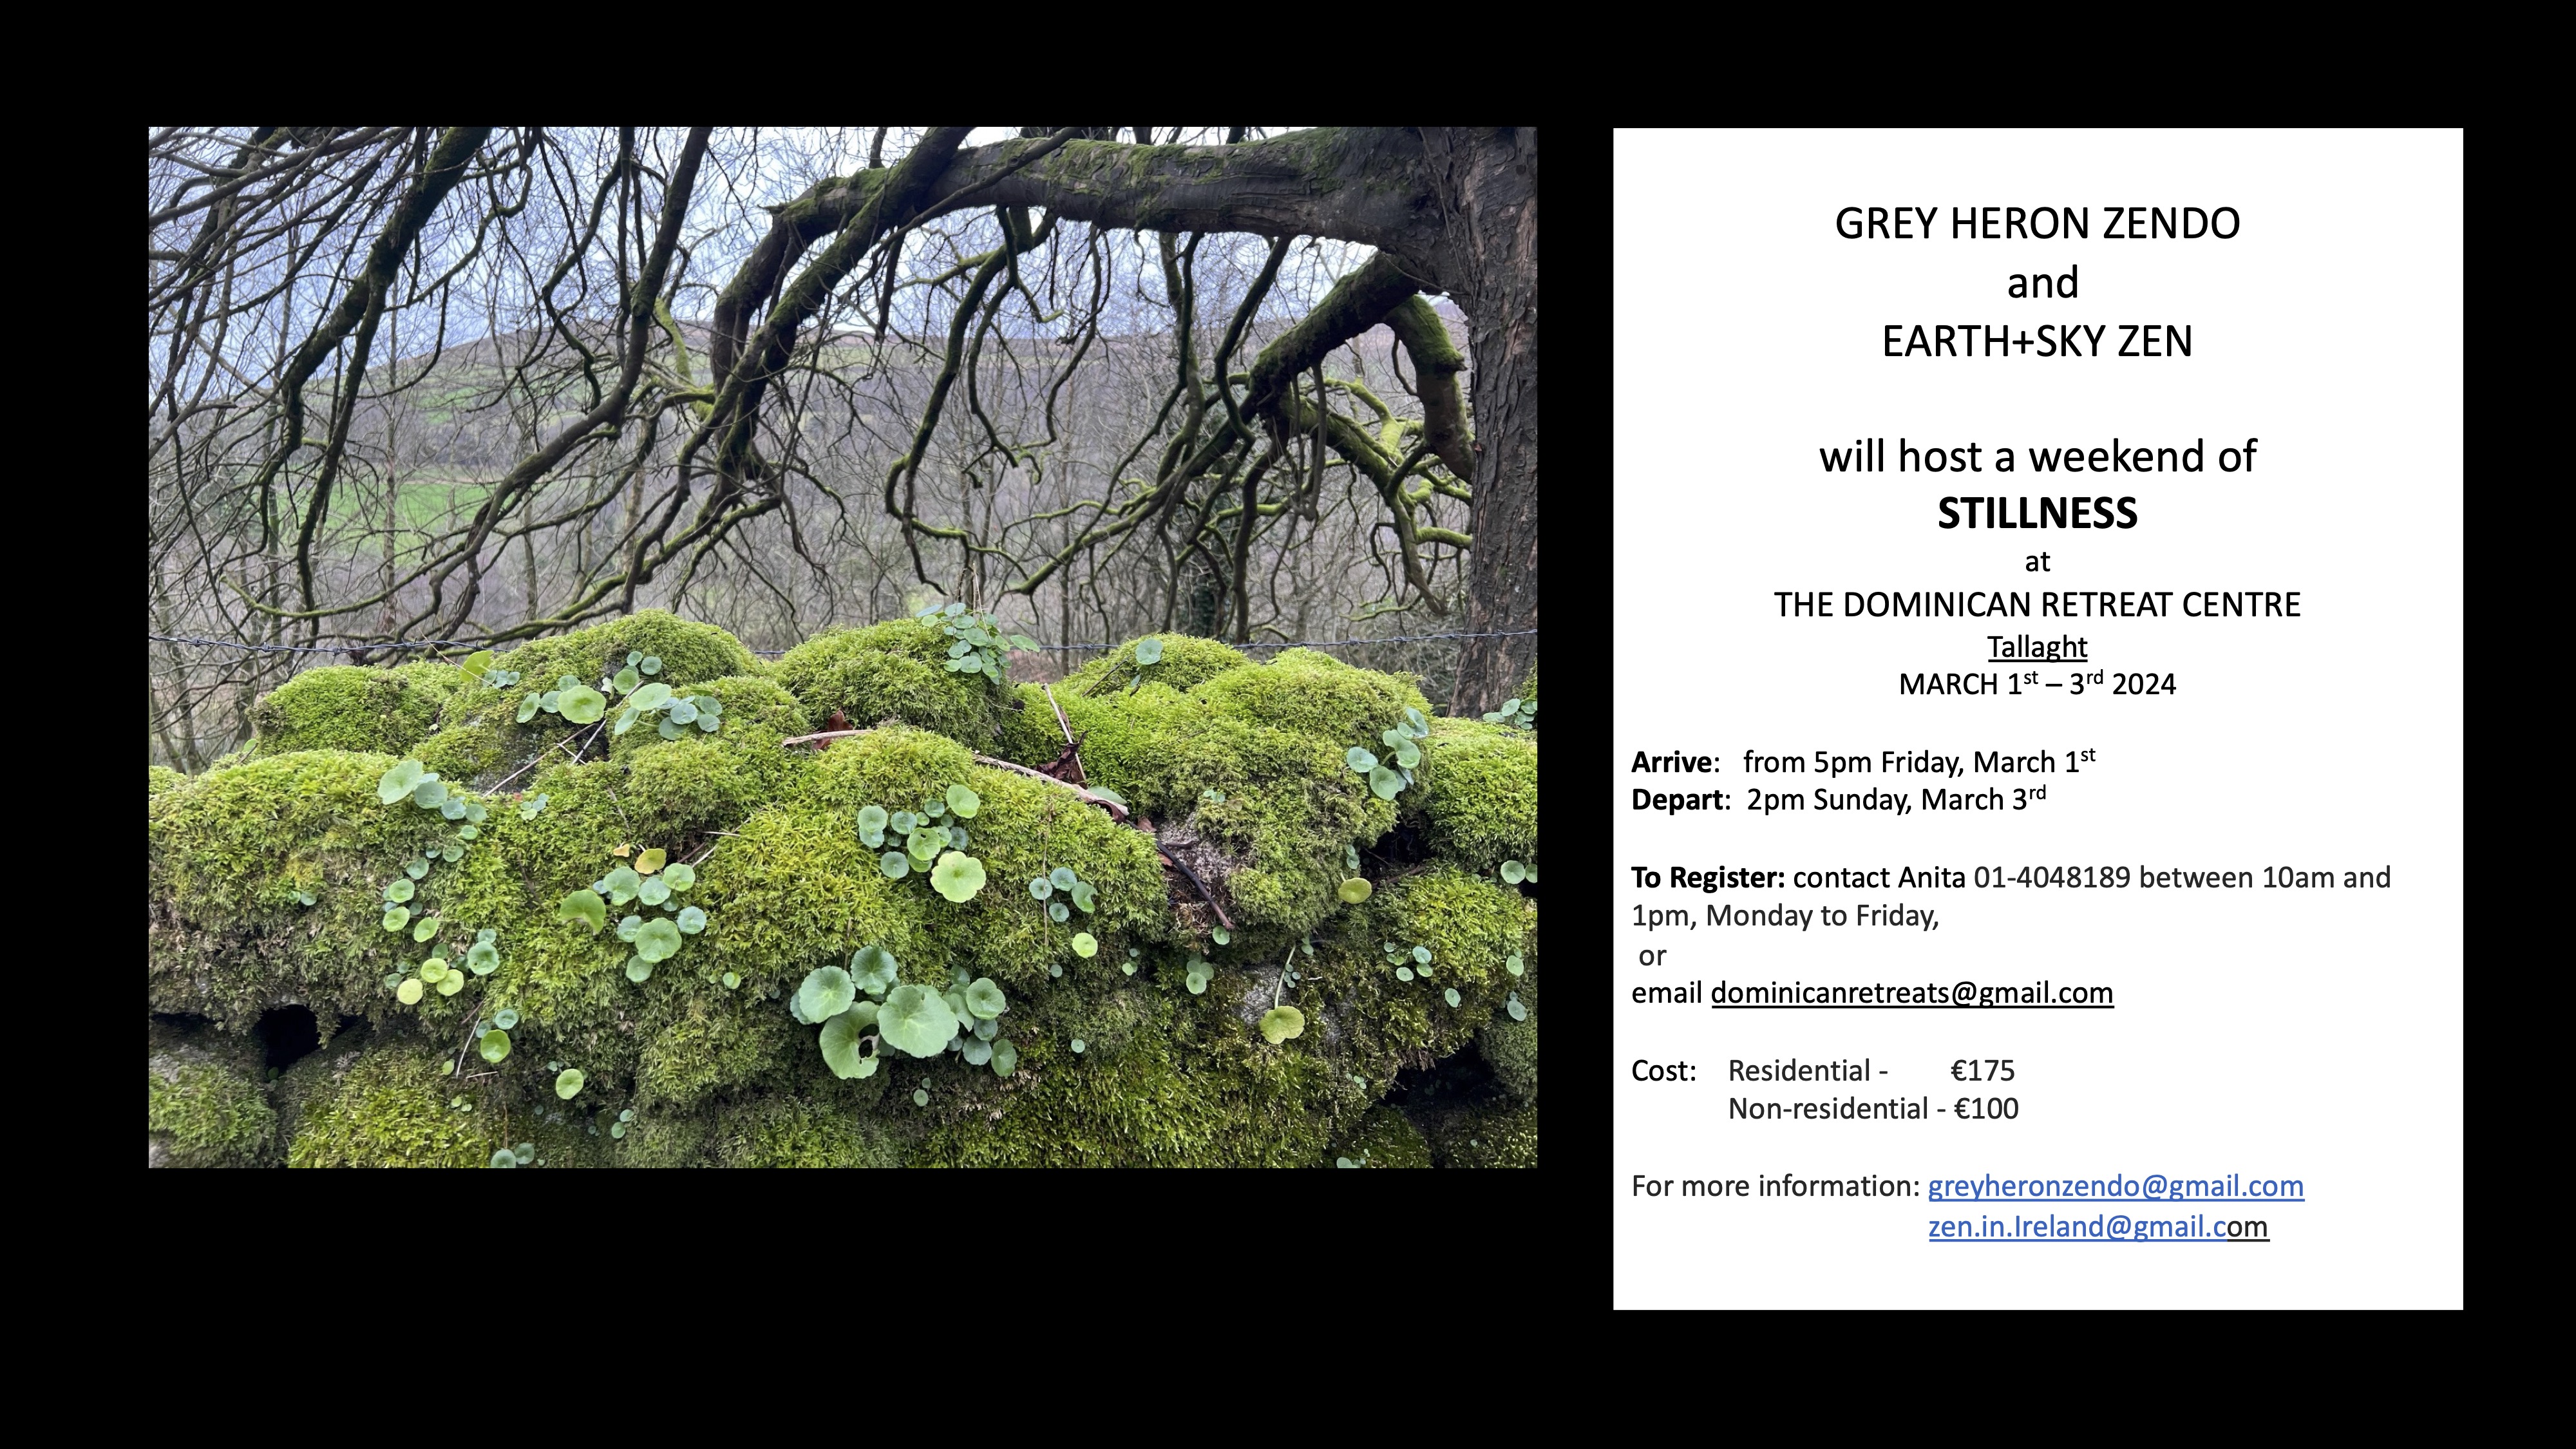 GREY HERON ZENDO
and
EARTH+SKY ZEN
will host a weekend of
STILLNESS
at
THE DOMINICAN RETREAT CENTRE
Tallaght
MARCH 1st – 3rd 2024
Arrive: from 5pm Friday, March 1st
Depart: 2pm Sunday, March 3rd
To Register: contact Anita 01-4048189 between 10am and
1pm, Monday to Friday,
or
email dominicanretreats@gmail.com
Cost: Residential - €175
Non-residential - €100
For more information: greyheronzendo@gmail.com
zen.in.Ireland@gmail.com